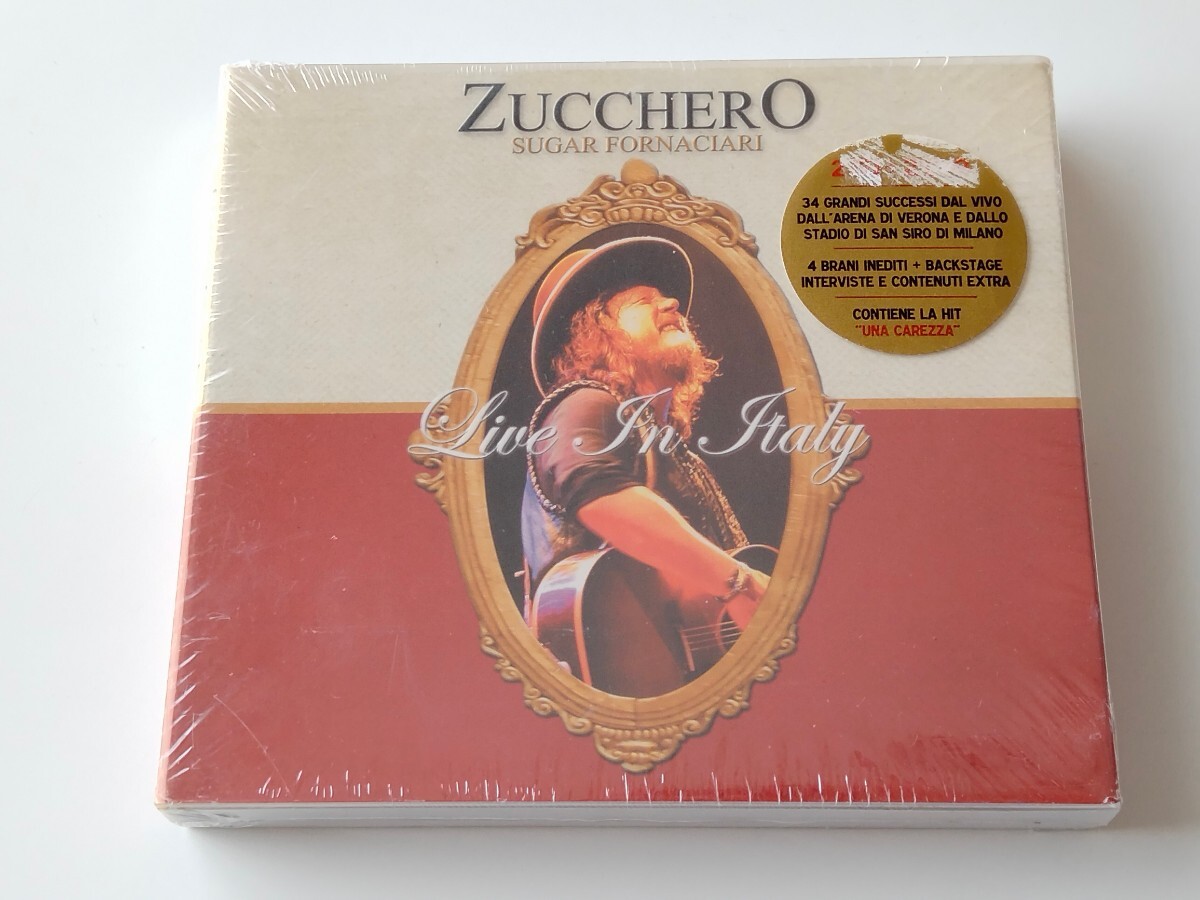 ZUCCHERO
SUGAR FORNACIARI
34 GRANDI SUCCESSI DAL VIVO
DALL'ARENA DI VERONA E DALLO
STADIO DI SAN SIRO DI MILANO
4 BRANI INEDITI + BACKSTAGE
INTERVISTE E CONTENUTI EXTRA
CONTIENE LA HIT
"UNA CAREZZA"
Live In Italy